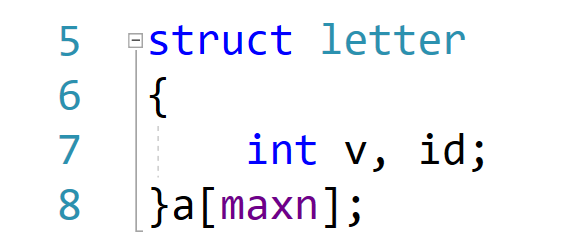 5 struct letter
6 {
7 int v, id;
8 }a[maxn];